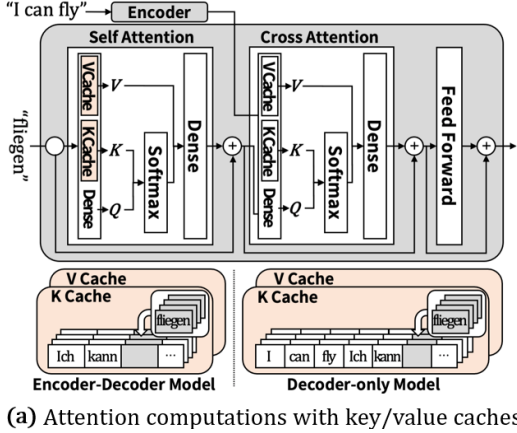 "I can fly"
Encoder
Self Attention
Cross Attention
"fliegen"
V Cache
V
K Cache
K
Dense
Q
Softmax
Dense
V Cache
V
K Cache
K
Dense
Q
Softmax
Dense
Feed Forward
V Cache
K Cache
fliegen
Ich kann ...
Encoder-Decoder Model
V Cache
K Cache
fliegen
I can fly Ich kann ...
Decoder-only Model
(a) Attention computations with key/value caches